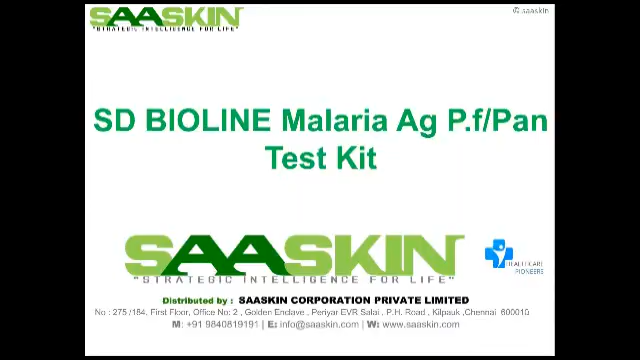 SAASKIN
"STRATEGIC INTELLIGENCE FOR LIFE"
© saaskin
SD BIOLINE Malaria Ag P.f/Pan
Test Kit
SAASKIN
"STRATEGIC INTELLIGENCE FOR LIFE"
HEALTHCARE
PIONEERS
Distributed by : SAASKIN CORPORATION PRIVATE LIMITED
No : 275 /184, First Floor, Office No: 2 , Golden Enclave , Periyar EVR Salai , P.H. Road , Kilpauk ,Chennai 600010
M: +91 9840819191 | E: info@saaskin.com | W: www.saaskin.com